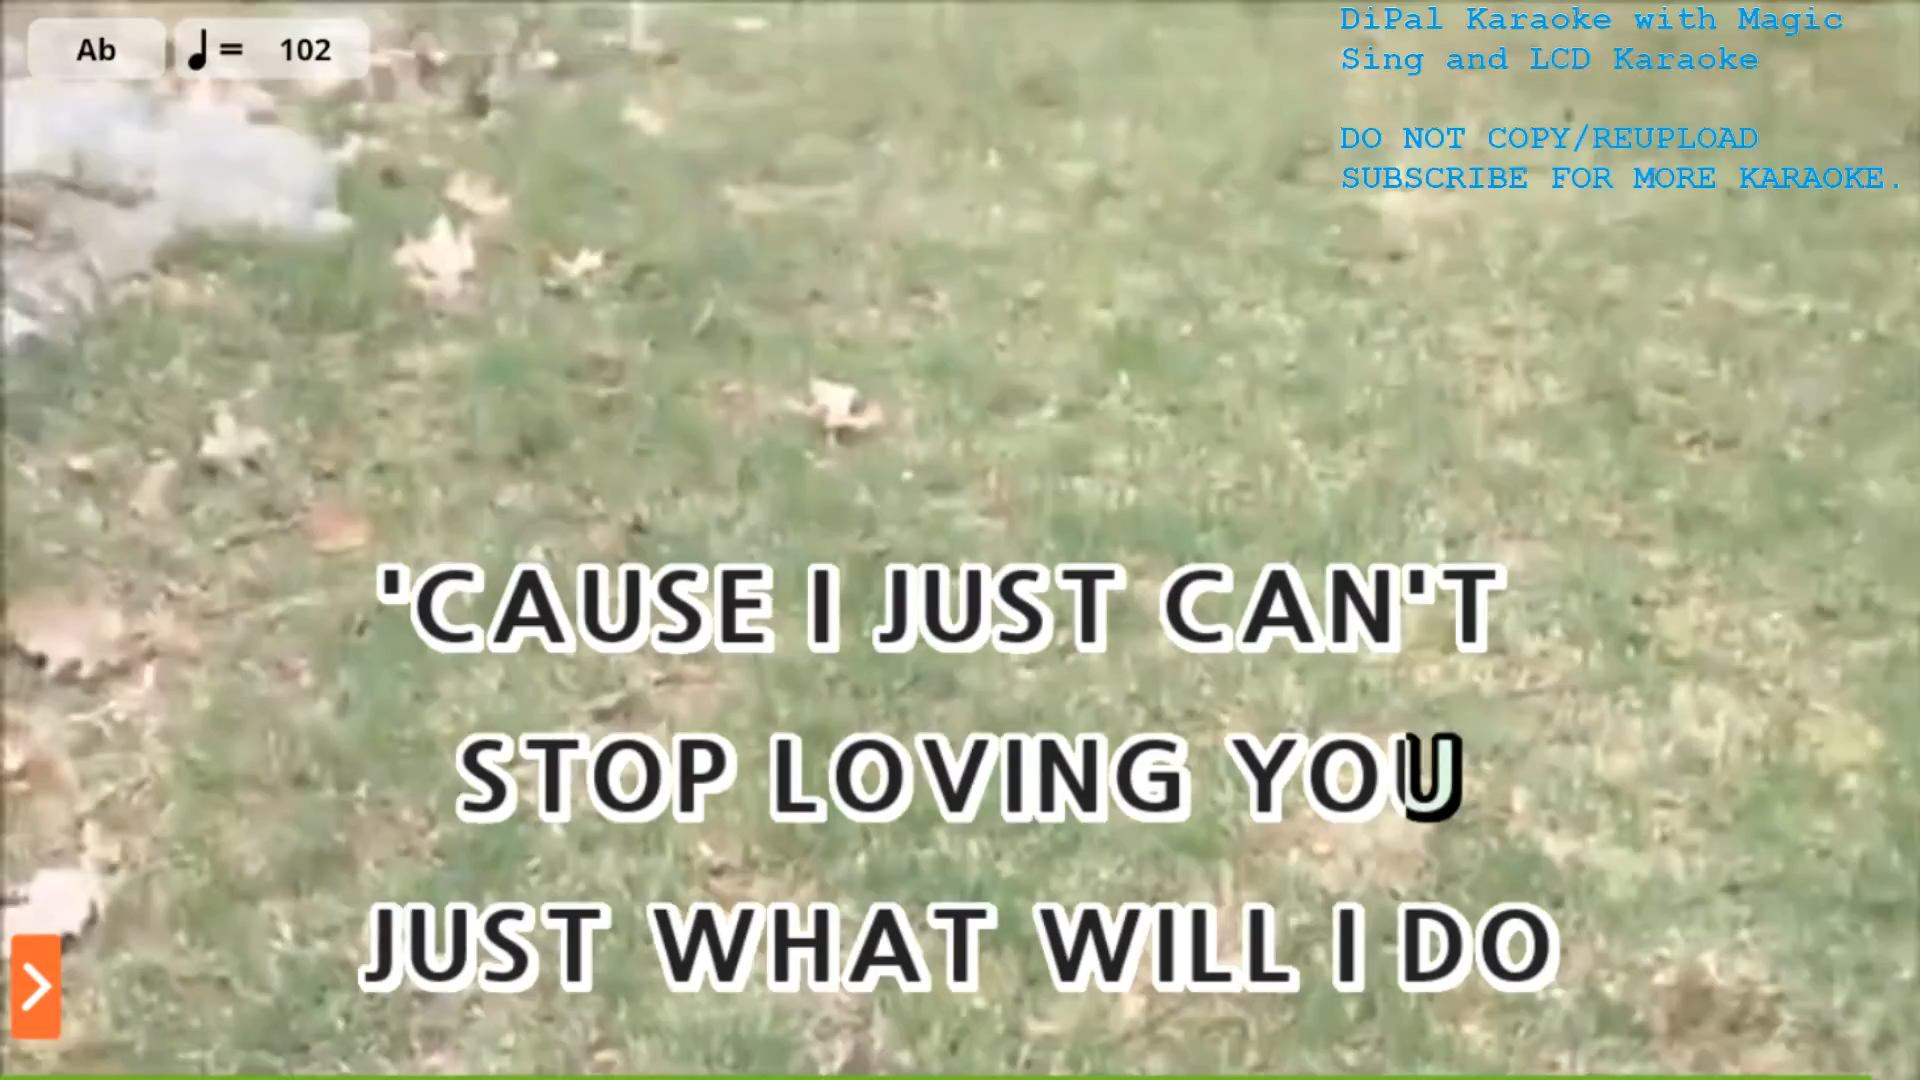 Ab
♩ = 102
DiPal Karaoke with Magic
Sing and LCD Karaoke
DO NOT COPY/REUPLOAD
SUBSCRIBE FOR MORE KARAOKE.
'CAUSE I JUST CAN'T
STOP LOVING YOU
JUST WHAT WILL I DO